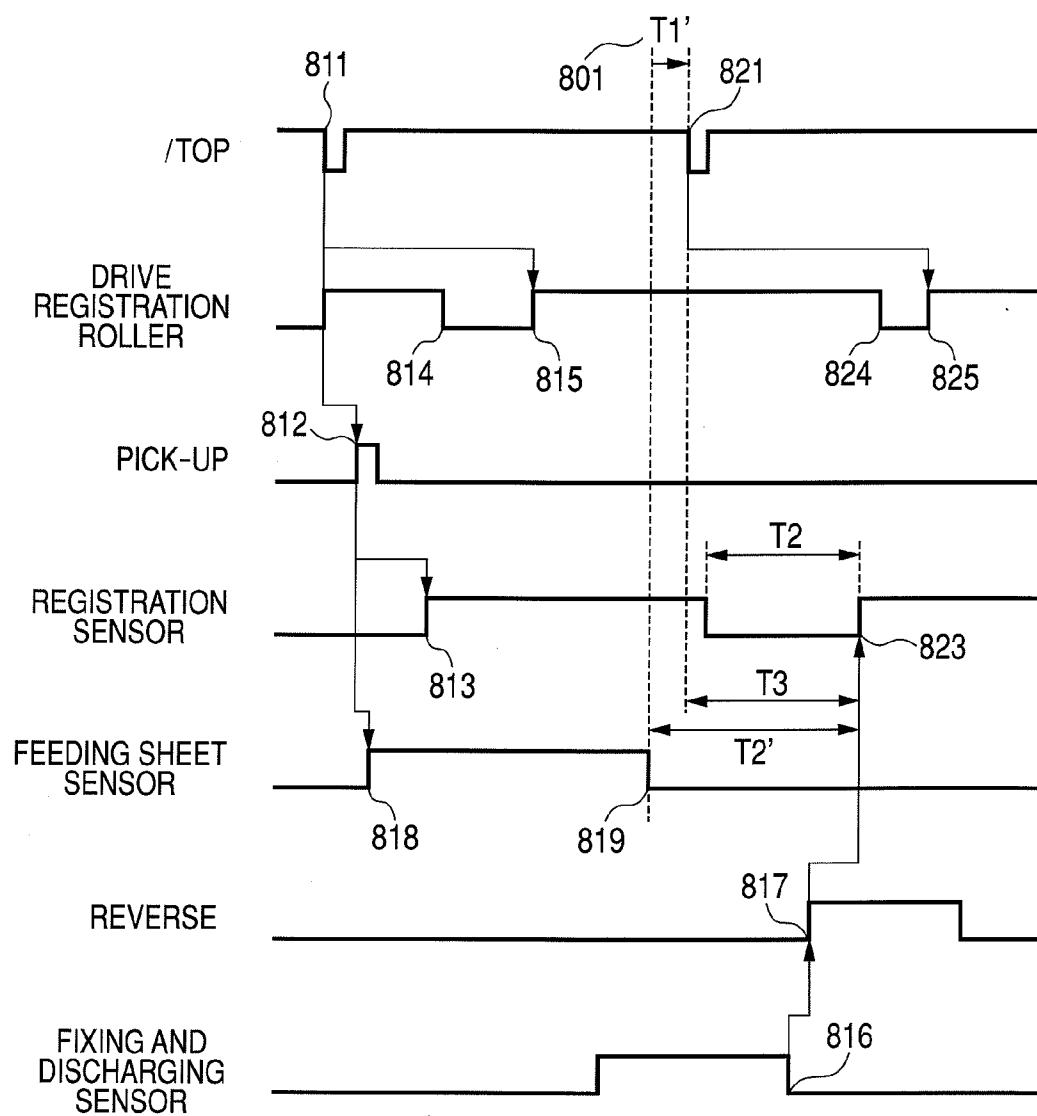 T1'
811
801
821
/TOP
DRIVE
REGISTRATION
ROLLER
814
815
824
825
812
PICK-UP
T2
REGISTRATION
SENSOR
813
823
T3
T2'
FEEDING SHEET
SENSOR
818
819
817
REVERSE
816
FIXING AND
DISCHARGING
SENSOR